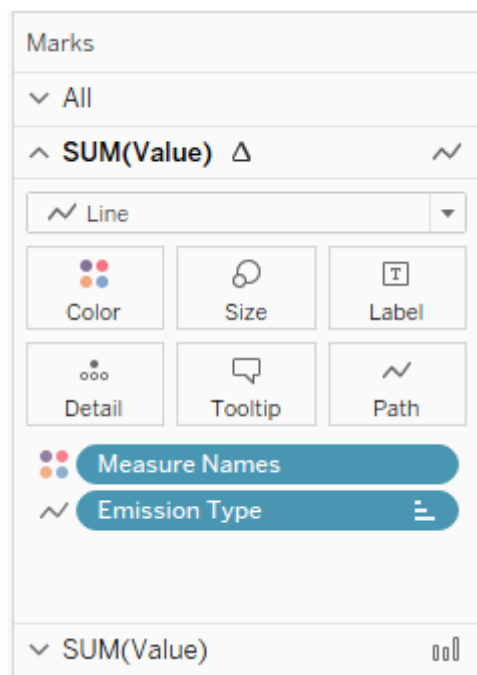 Marks
All
SUM(Value) Δ
Line
Color Size Label
Detail Tooltip Path
Measure Names
Emission Type
SUM(Value)